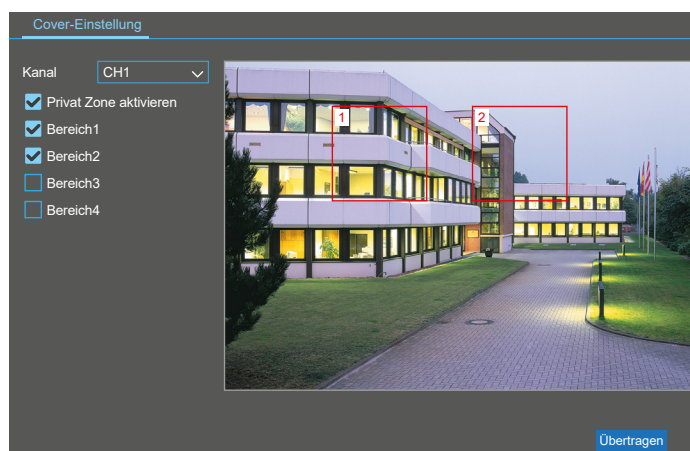 Cover-Einstellung
Kanal CH1
Privat Zone aktivieren
Bereich1
Bereich2
Bereich3
Bereich4
1 2
Übertragen